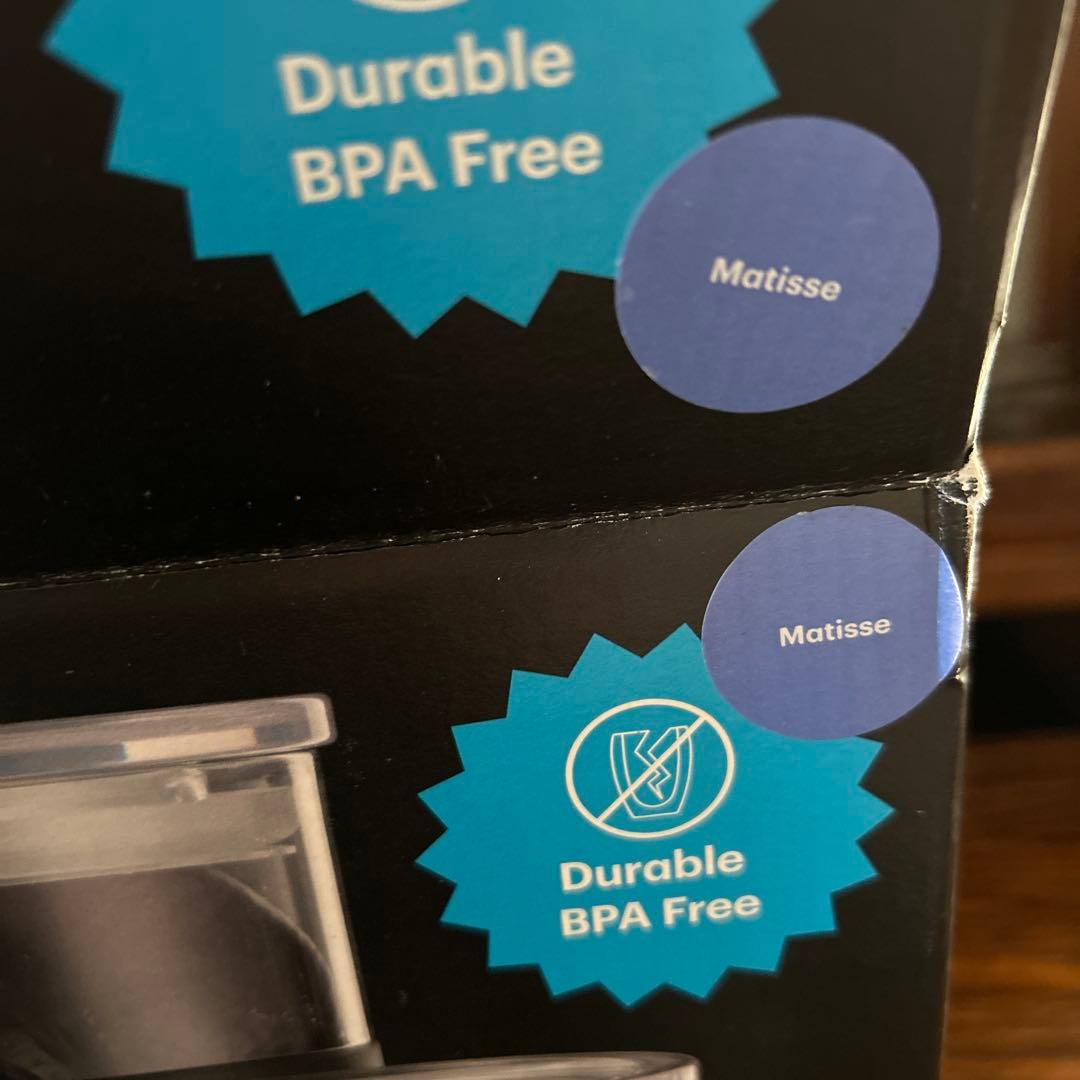 Durable
BPA Free
Matisse
Matisse
Durable
BPA Free